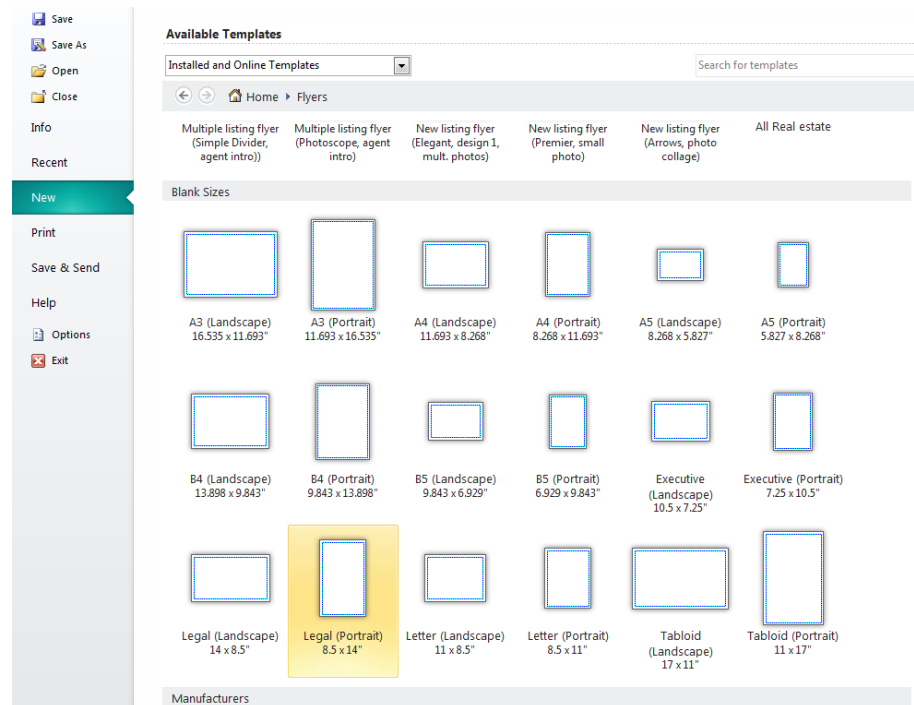 Save
Save As
Open
Close
Info
Recent
New
Print
Save & Send
Help
Options
Exit
Available Templates
Installed and Online Templates
Search for templates
Home
Flyers
Multiple listing flyer
(Simple Divider,
agent intro))
Multiple listing flyer
(Photoscope, agent
intro)
New listing flyer
(Elegant, design 1,
mult. photos)
New listing flyer
(Premier, small
photo)
New listing flyer
(Arrows, photo
collage)
All Real estate
Blank Sizes
A3 (Landscape)
16.535 x 11.693"
A3 (Portrait)
11.693 x 16.535"
A4 (Landscape)
11.693 x 8.268"
A4 (Portrait)
8.268 x 11.693"
A5 (Landscape)
8.268 x 5.827"
A5 (Portrait)
5.827 x 8.268"
B4 (Landscape)
13.898 x 9.843"
B4 (Portrait)
9.843 x 13.898"
B5 (Landscape)
9.843 x 6.929"
B5 (Portrait)
6.929 x 9.843"
Executive
(Landscape)
10.5 x 7.25"
Executive (Portrait)
7.25 x 10.5"
Legal (Landscape)
14 x 8.5"
Legal (Portrait)
8.5 x 14"
Letter (Landscape)
11 x 8.5"
Letter (Portrait)
8.5 x 11"
Tabloid
(Landscape)
17 x 11"
Tabloid (Portrait)
11 x 17"
Manufacturers